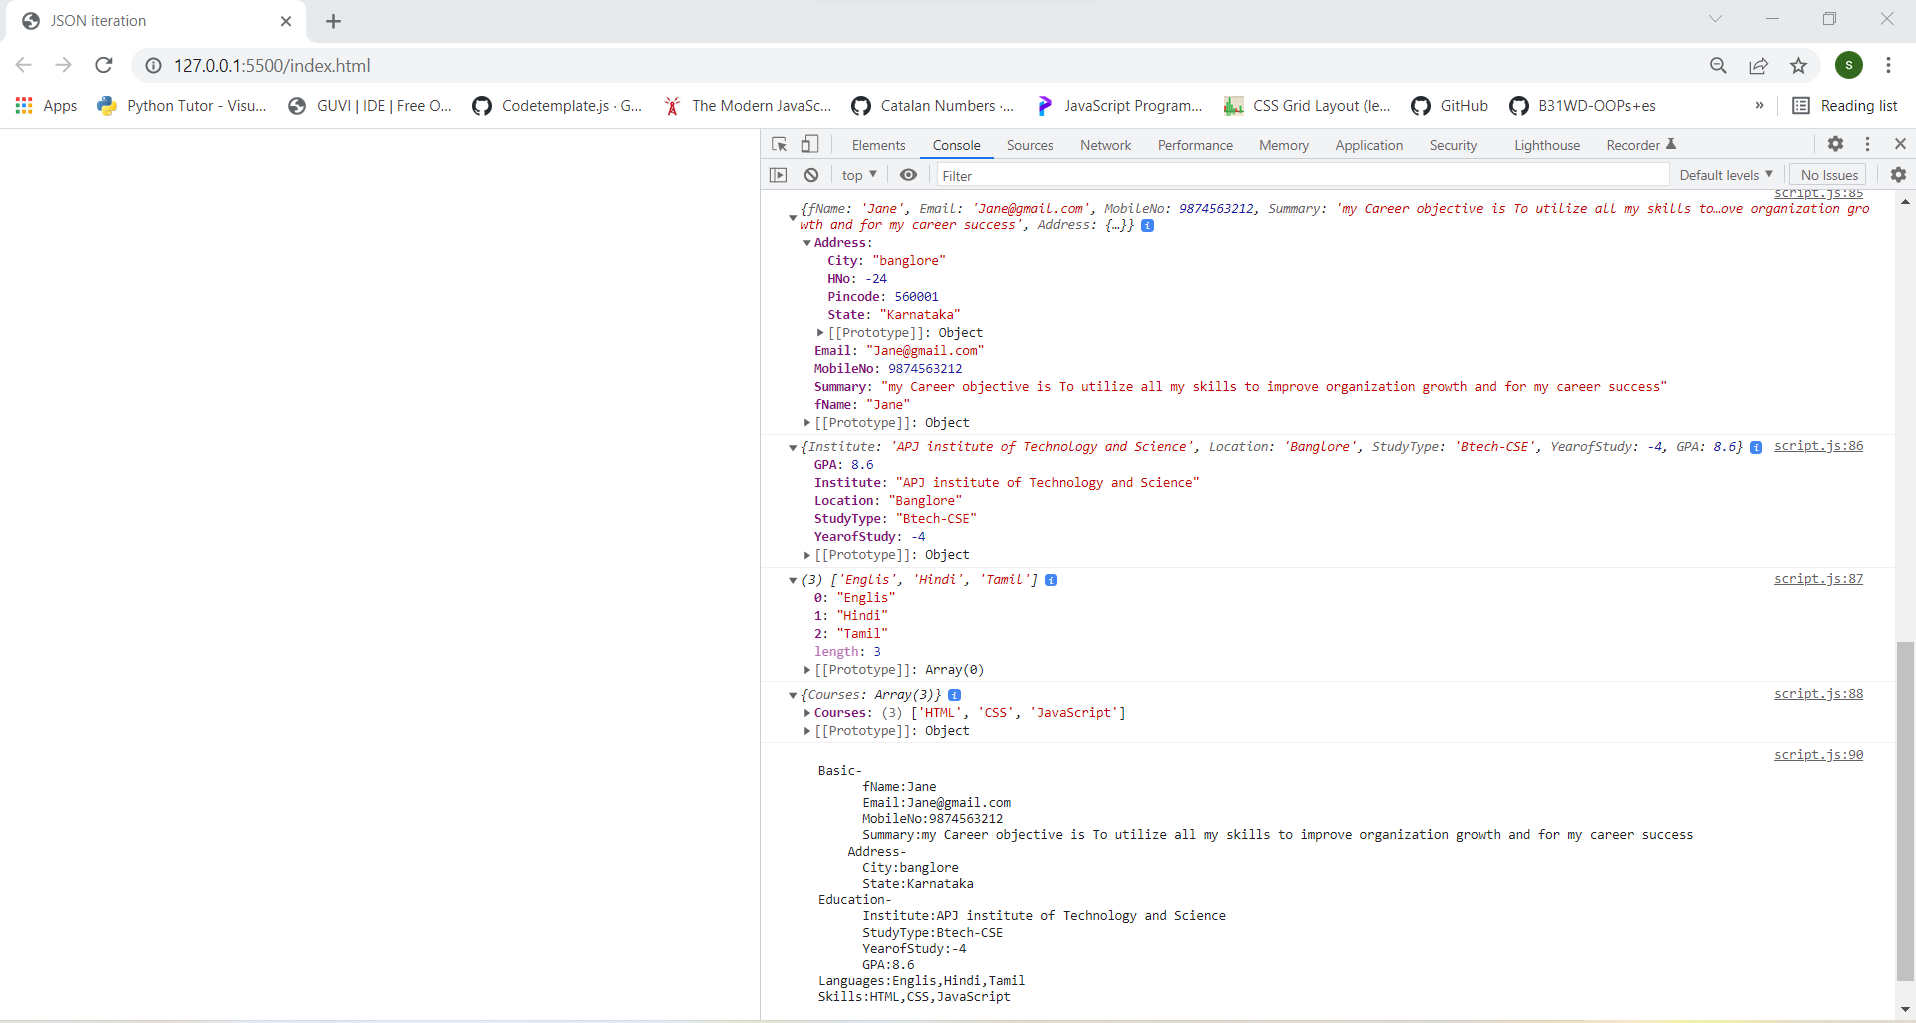 JSON iteration
127.0.0.1:5500/index.html
S
Apps Python Tutor - Visu... GUVI | IDE | Free O... Codetemplate.js · G... The Modern JavaSc... Catalan Numbers ·... JavaScript Program... CSS Grid Layout (le... GitHub B31WD-OOPs+es » Reading list
Elements Console Sources Network Performance Memory Application Security Lighthouse Recorder
top Filter Default levels No Issues
script.js:85
{fName: 'Jane', Email: 'Jane@gmail.com', MobileNo: 9874563212, Summary: 'my Career objective is To utilize all my skills to…ove organization gro
wth and for my career success', Address: {…}} i
Address:
City: "banglore"
HNo: -24
Pincode: 560001
State: "Karnataka"
[[Prototype]]: Object
Email: "Jane@gmail.com"
MobileNo: 9874563212
Summary: "my Career objective is To utilize all my skills to improve organization growth and for my career success"
fName: "Jane"
[[Prototype]]: Object
{Institute: 'APJ institute of Technology and Science', Location: 'Banglore', StudyType: 'Btech-CSE', YearofStudy: -4, GPA: 8.6} i script.js:86
GPA: 8.6
Institute: "APJ institute of Technology and Science"
Location: "Banglore"
StudyType: "Btech-CSE"
YearofStudy: -4
[[Prototype]]: Object
(3) ['Englis', 'Hindi', 'Tamil'] i script.js:87
0: "Englis"
1: "Hindi"
2: "Tamil"
length: 3
[[Prototype]]: Array(0)
{Courses: Array(3)} i script.js:88
Courses: (3) ['HTML', 'CSS', 'JavaScript']
[[Prototype]]: Object
script.js:90
Basic-
fName:Jane
Email:Jane@gmail.com
MobileNo:9874563212
Summary:my Career objective is To utilize all my skills to improve organization growth and for my career success
Address-
City:banglore
State:Karnataka
Education-
Institute:APJ institute of Technology and Science
StudyType:Btech-CSE
YearofStudy:-4
GPA:8.6
Languages:Englis,Hindi,Tamil
Skills:HTML,CSS,JavaScript